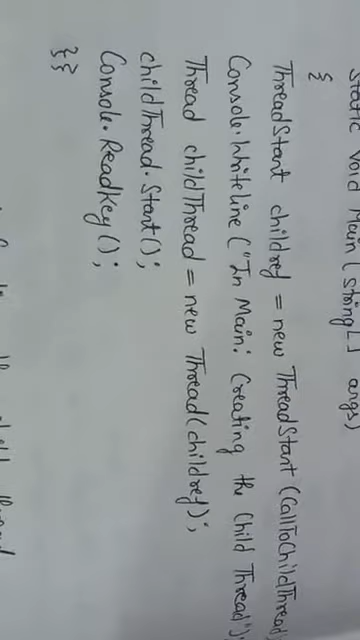 static void Main(string[] args)
{
ThreadStart childref = new ThreadStart (CallToChildThread
Console.WriteLine ("In Main: Creating the Child Thread");
Thread childThread = new Thread(childref);
childThread.Start();
Console.ReadKey();
}}